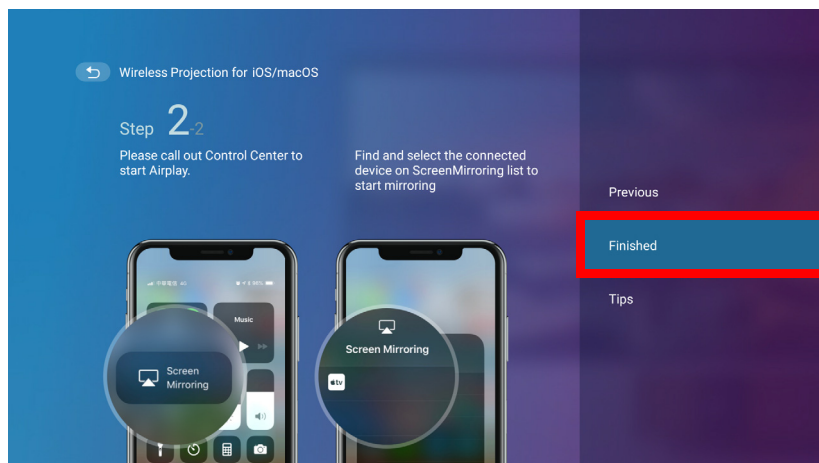 Wireless Projection for iOS/macOS
Step 2-2
Please call out Control Center to
start Airplay.
Find and select the connected
device on ScreenMirroring list to
start mirroring
Previous
Finished
Tips
Music
Screen
Mirroring
Screen Mirroring
tv